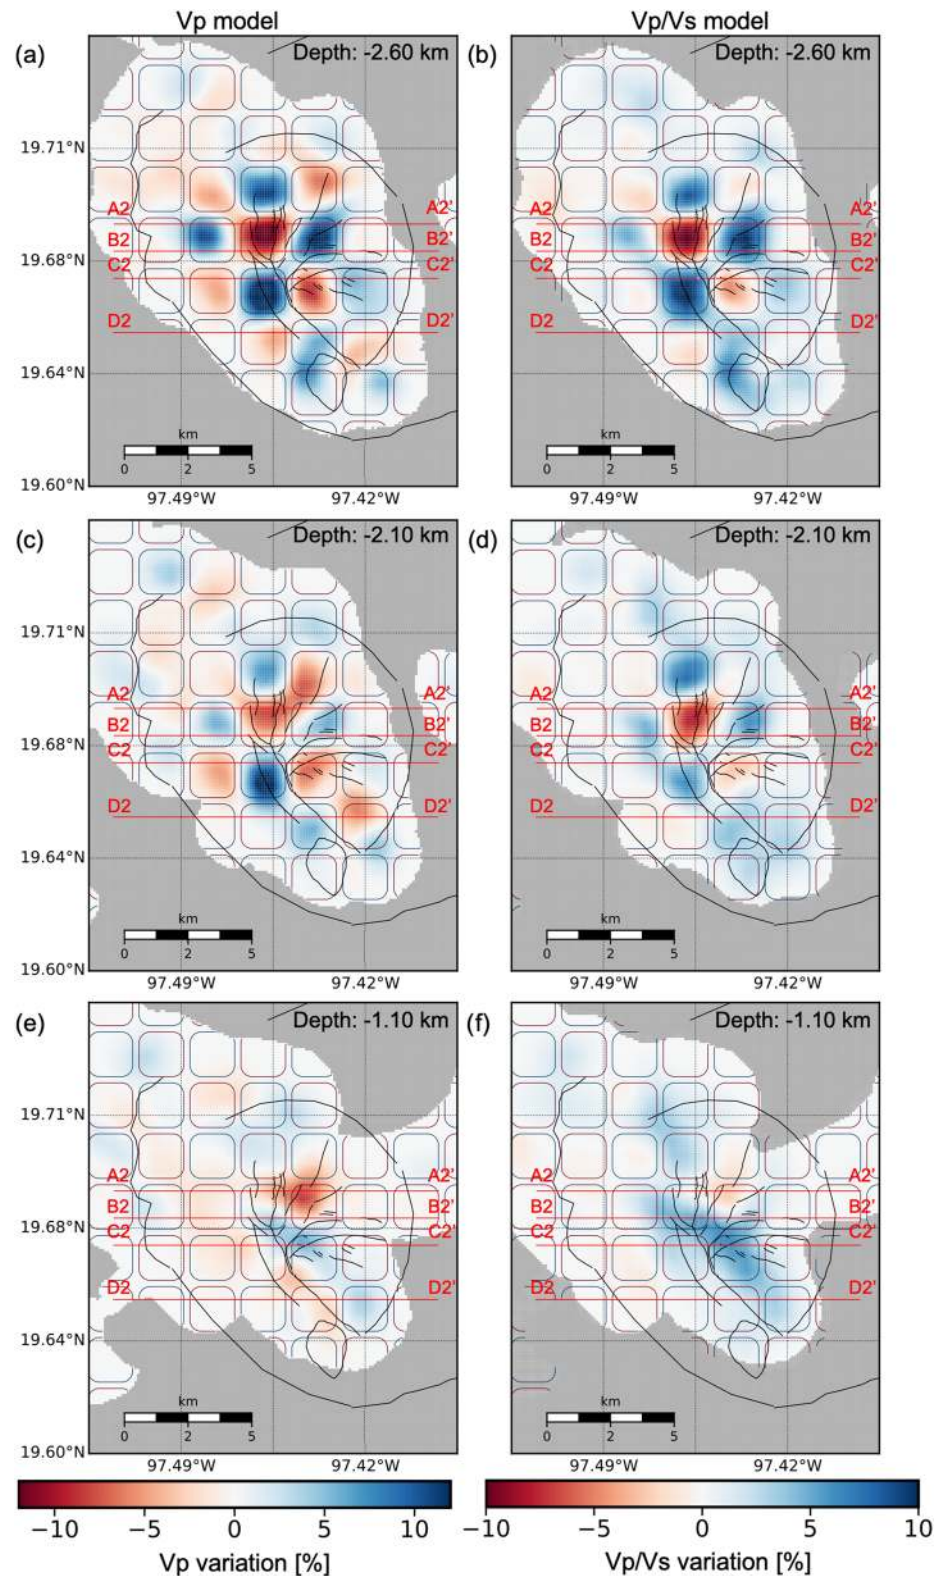 Vp model
Vp/Vs model
(a)
Depth: -2.60 km
(b)
Depth: -2.60 km
19.71°N
A2
A2'
A2
A2'
B2
B2'
B2
B2'
19.68°N
C2
C2'
C2
C2'
D2
D2'
D2
D2'
19.64°N
km
km
0
2
5
0
2
5
19.60°N
97.49°W
97.42°W
97.49°W
97.42°W
(c)
Depth: -2.10 km
(d)
Depth: -2.10 km
19.71°N
A2
A2'
A2
A2'
B2
B2'
B2
B2'
19.68°N
C2
C2'
C2
C2'
D2
D2'
D2
D2'
19.64°N
km
km
0
2
5
0
2
5
19.60°N
97.49°W
97.42°W
97.49°W
97.42°W
(e)
Depth: -1.10 km
(f)
Depth: -1.10 km
19.71°N
A2
A2'
A2
A2'
B2
B2'
B2
B2'
19.68°N
C2
C2'
C2
C2'
D2
D2'
D2
D2'
19.64°N
km
km
0
2
5
0
2
5
19.60°N
97.49°W
97.42°W
97.49°W
97.42°W
−10
−5
0
5
10
−10
−5
0
5
10
Vp variation [%]
Vp/Vs variation [%]